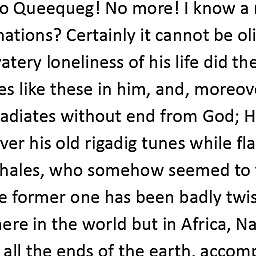 o Queequeg! No more! I know a
nations? Certainly it cannot be oli
vatery loneliness of his life did the
es like these in him, and, moreov
adiates without end from God; H
ver his old rigadig tunes while fla
hales, who somehow seemed to
e former one has been badly twis
here in the world but in Africa, Na
all the ends of the earth, accomp